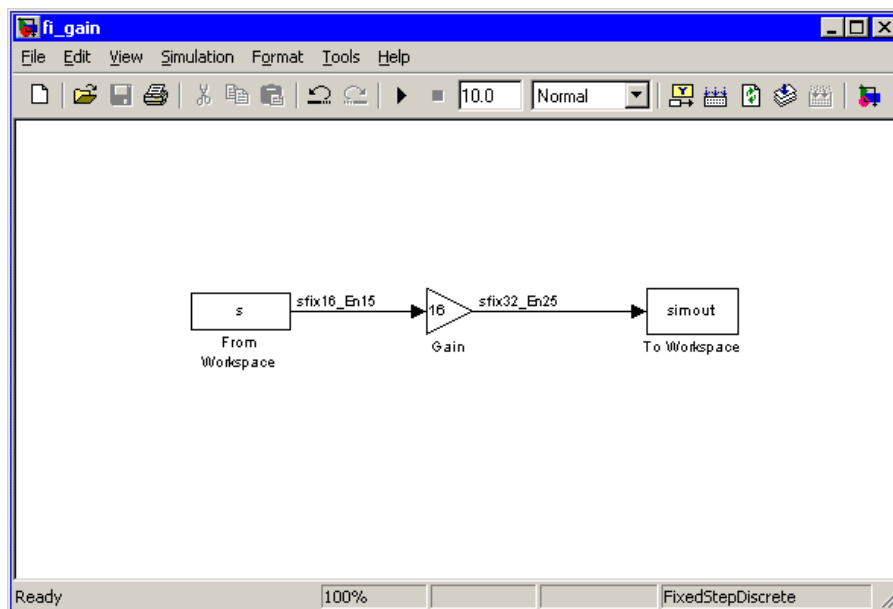 fi_gain
File Edit View Simulation Format Tools Help
10.0 Normal
s
sfix16_En15
16
sfix32_En25
simout
From
Workspace
Gain
To Workspace
Ready 100% FixedStepDiscrete